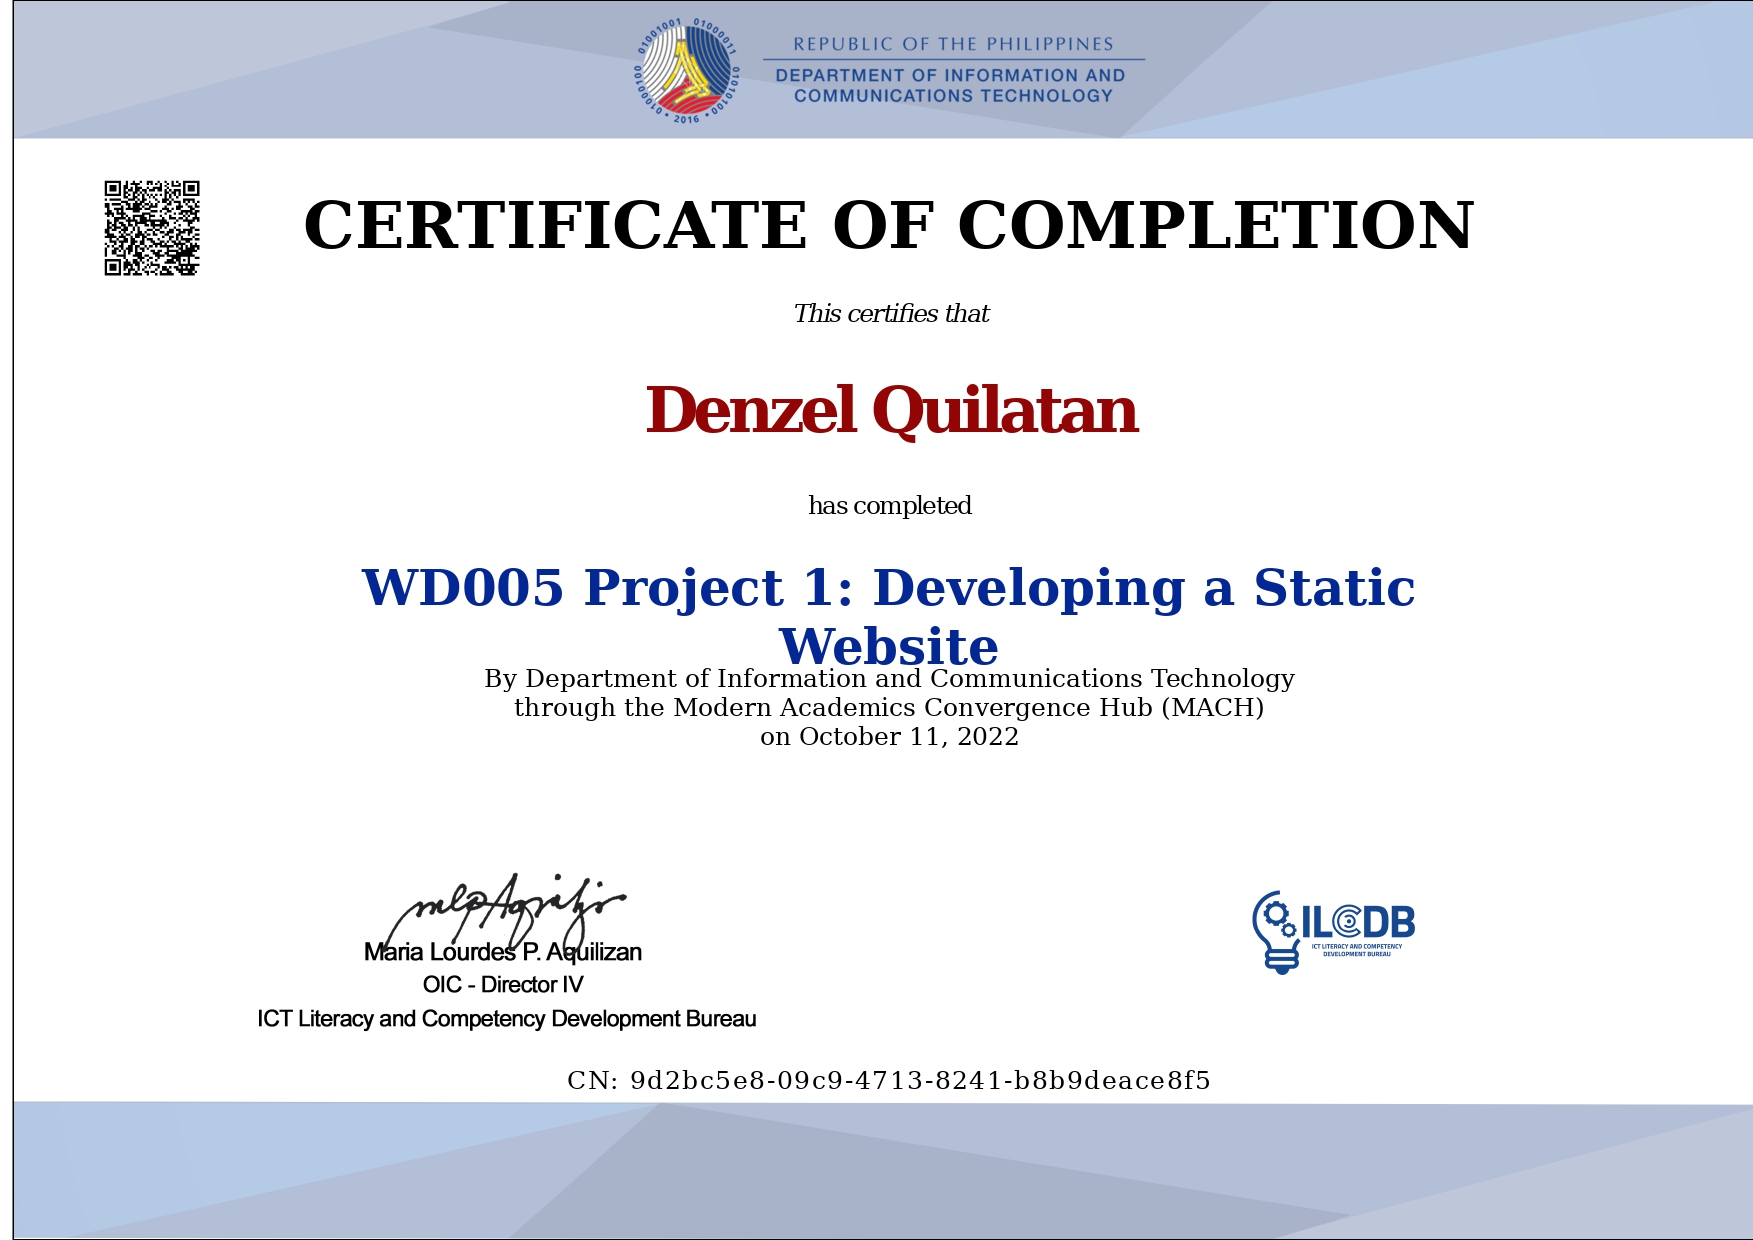 01001001 01000011 01010100 01000100 • 2016 •
REPUBLIC OF THE PHILIPPINES
DEPARTMENT OF INFORMATION AND
COMMUNICATIONS TECHNOLOGY
CERTIFICATE OF COMPLETION
This certifies that
Denzel Quilatan
has completed
WD005 Project 1: Developing a Static
Website
By Department of Information and Communications Technology
through the Modern Academics Convergence Hub (MACH)
on October 11, 2022
Maria Lourdes P. Aquilizan
OIC - Director IV
ICT Literacy and Competency Development Bureau
ILCDB
ICT LITERACY AND COMPETENCY
DEVELOPMENT BUREAU
CN: 9d2bc5e8-09c9-4713-8241-b8b9deace8f5